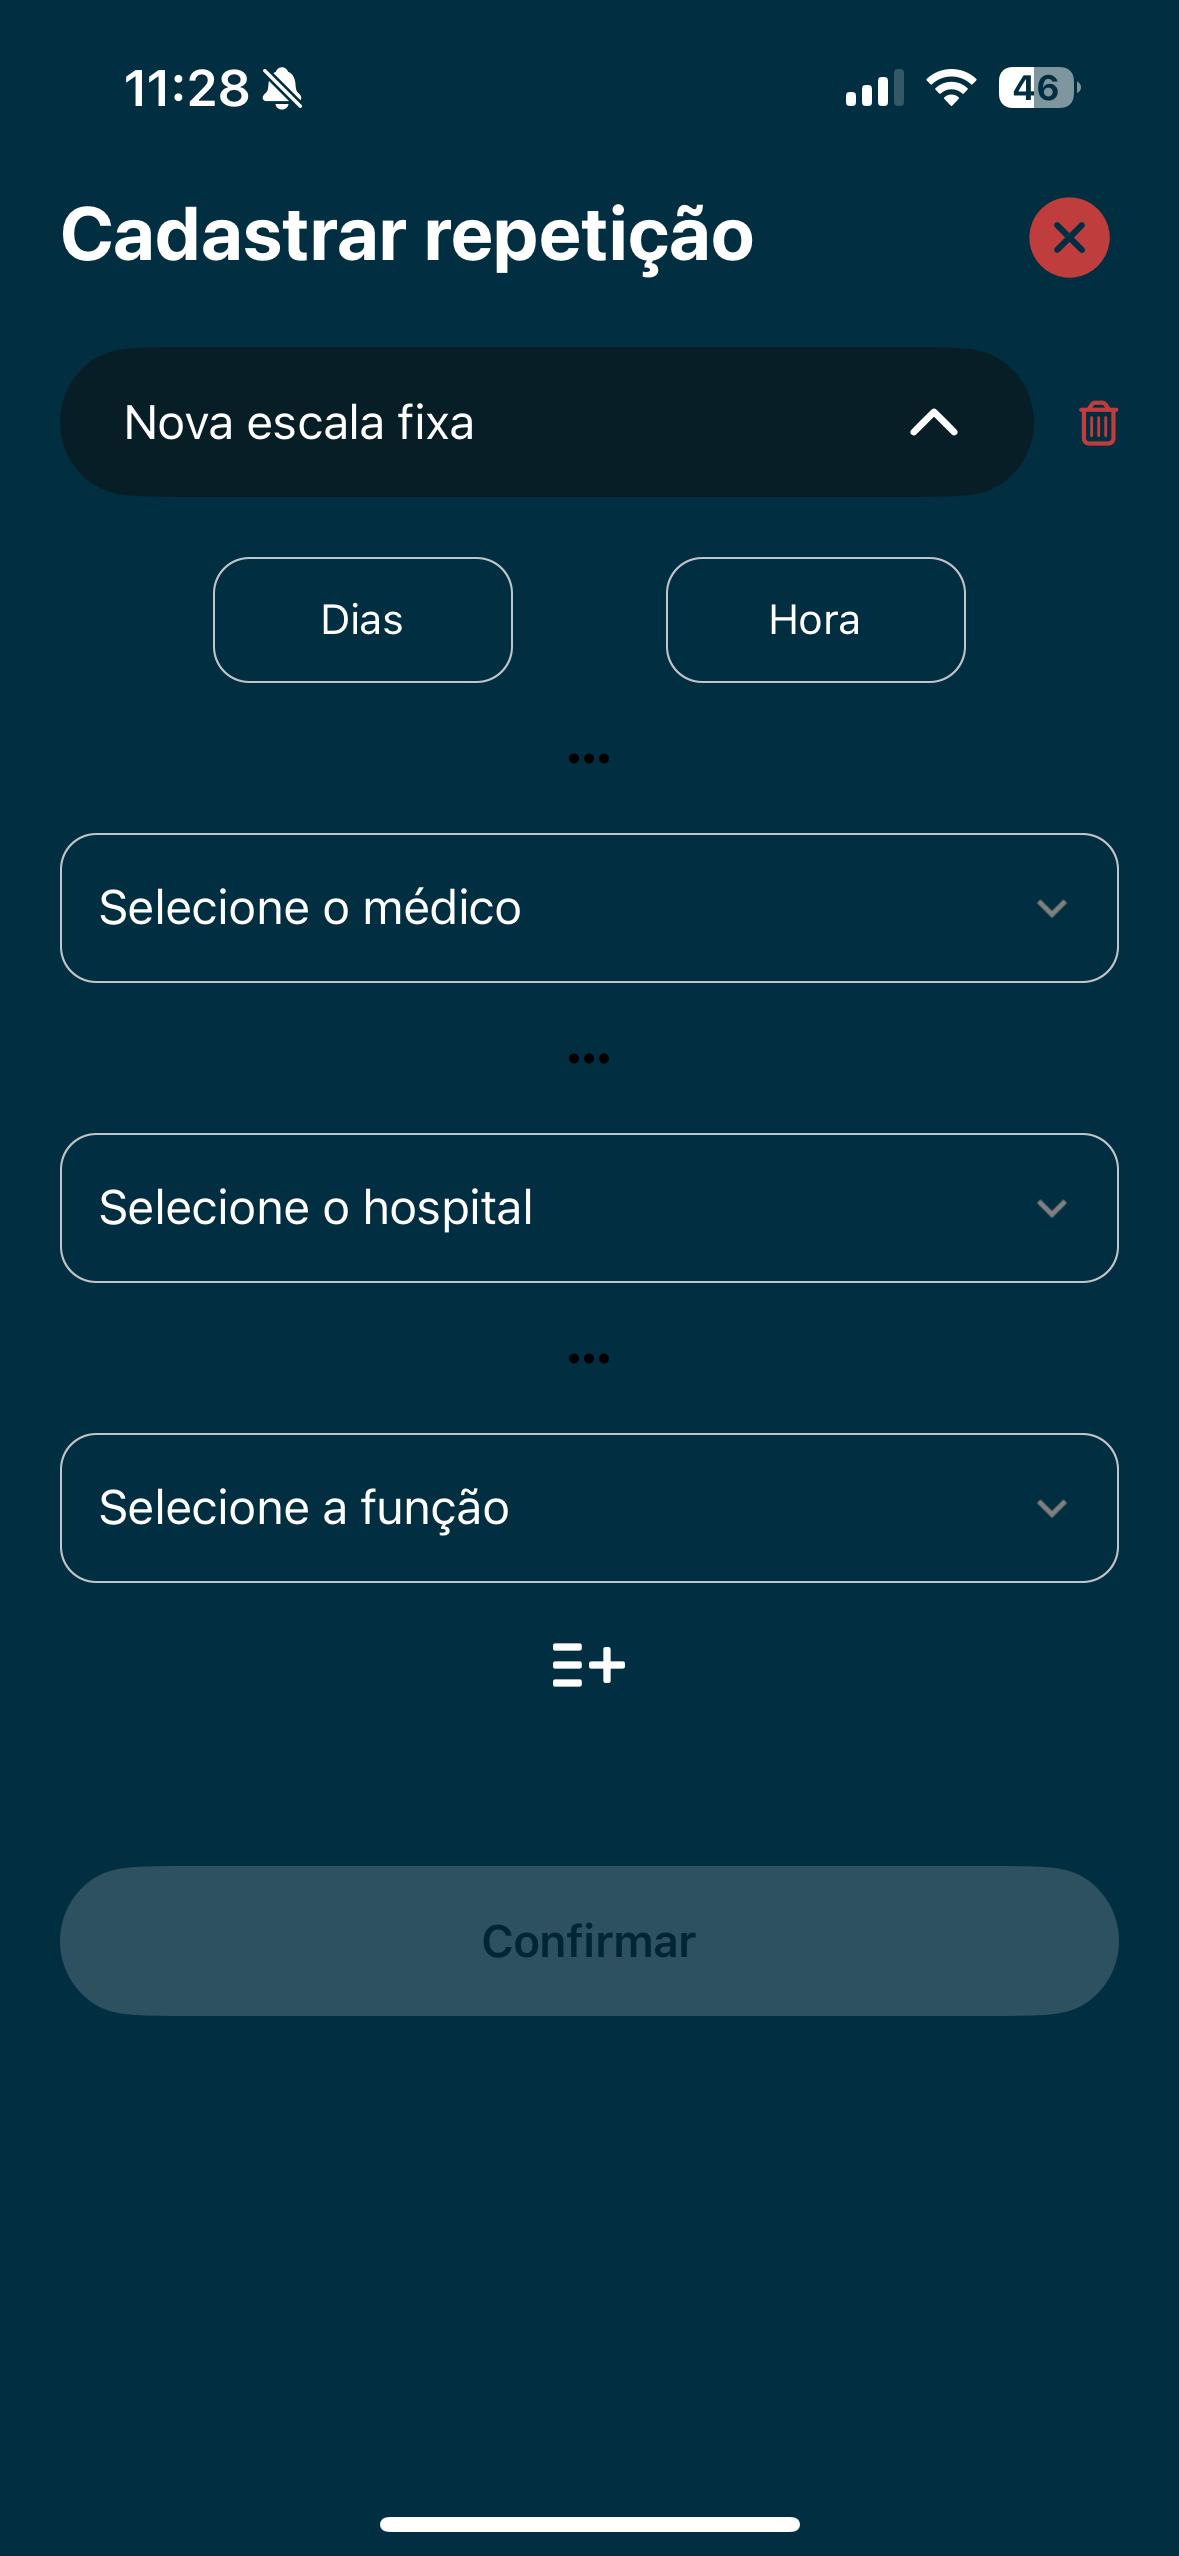 11:28
46
Cadastrar repetição
Nova escala fixa
Dias
Hora
Selecione o médico
Selecione o hospital
Selecione a função
Confirmar